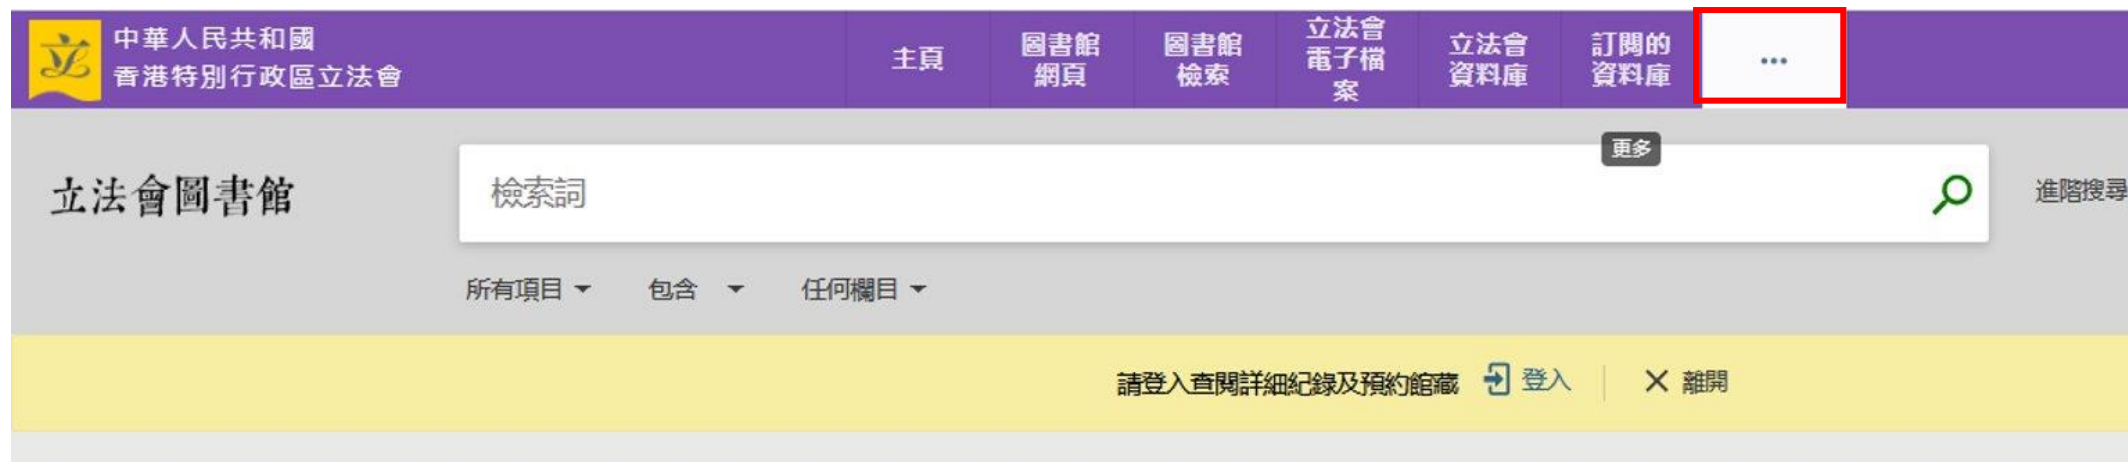 中華人民共和國
香港特別行政區立法會
主頁
圖書館
網頁
圖書館
檢索
立法會
電子檔
案
立法會
資料庫
訂閱的
資料庫
...
更多
立法會圖書館
檢索詞
進階搜尋
所有項目 包含 任何欄目
請登入查閱詳細紀錄及預約館藏 登入 離開